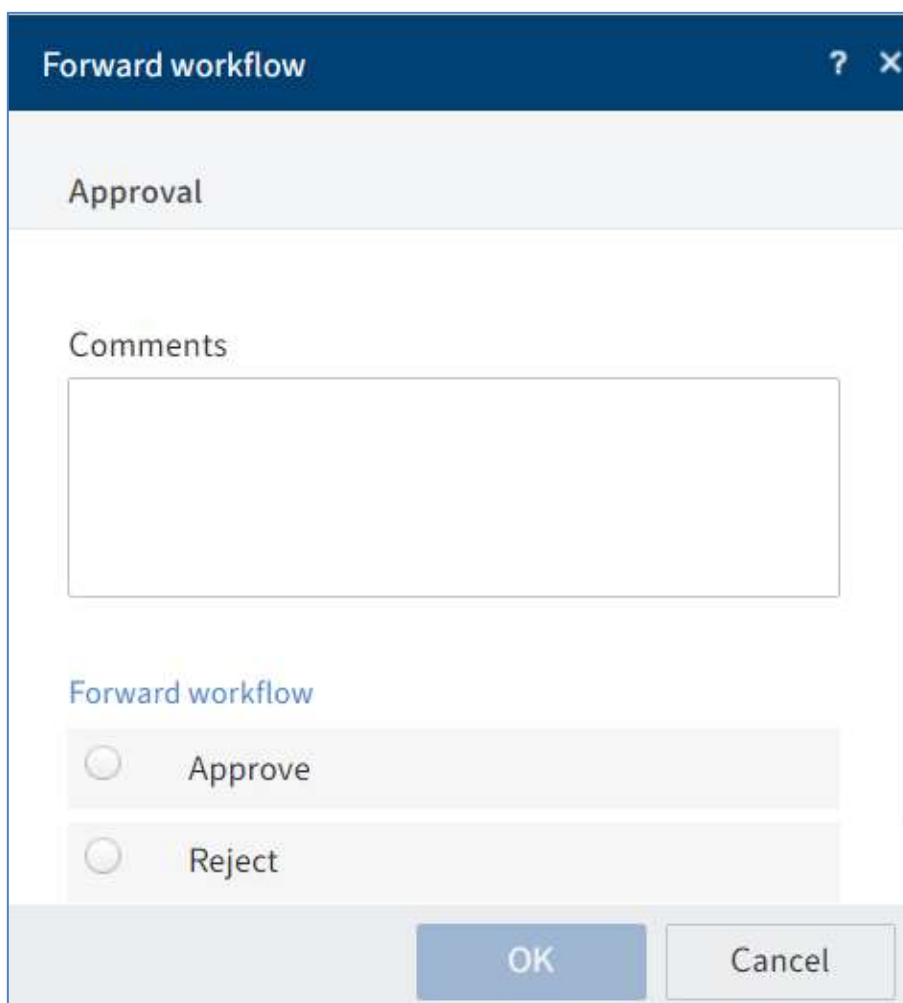 Forward workflow ? ×
Approval
Comments
Forward workflow
Approve
Reject
OK Cancel